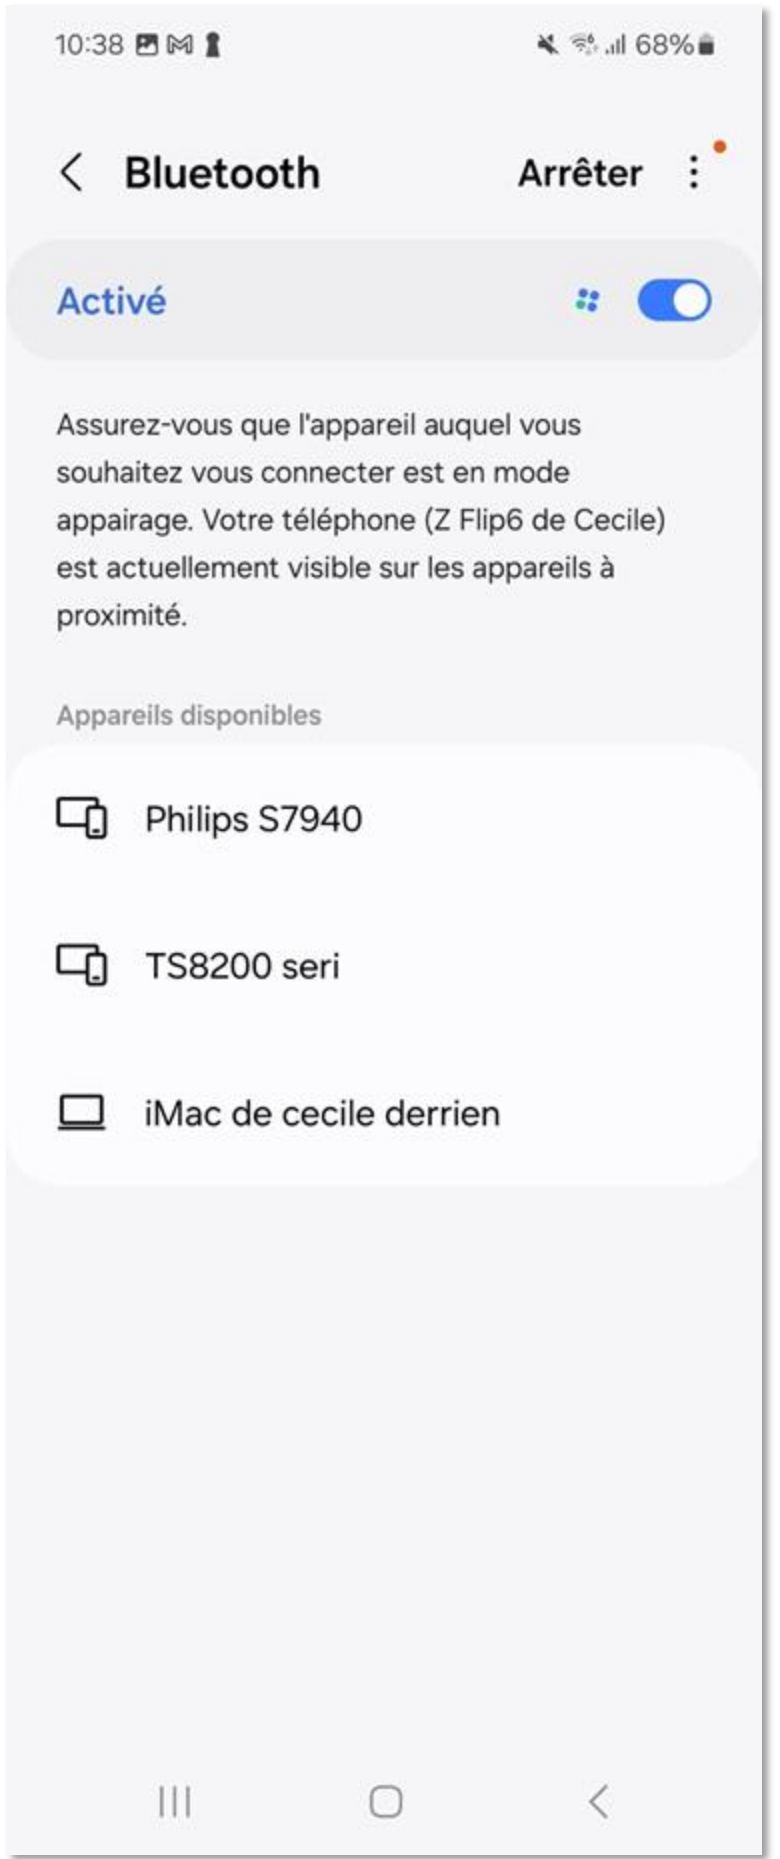 10:38
68%
Bluetooth
Arrêter
Activé
Assurez-vous que l'appareil auquel vous
souhaitez vous connecter est en mode
appairage. Votre téléphone (Z Flip6 de Cecile)
est actuellement visible sur les appareils à
proximité.
Appareils disponibles
Philips S7940
TS8200 seri
iMac de cecile derrien